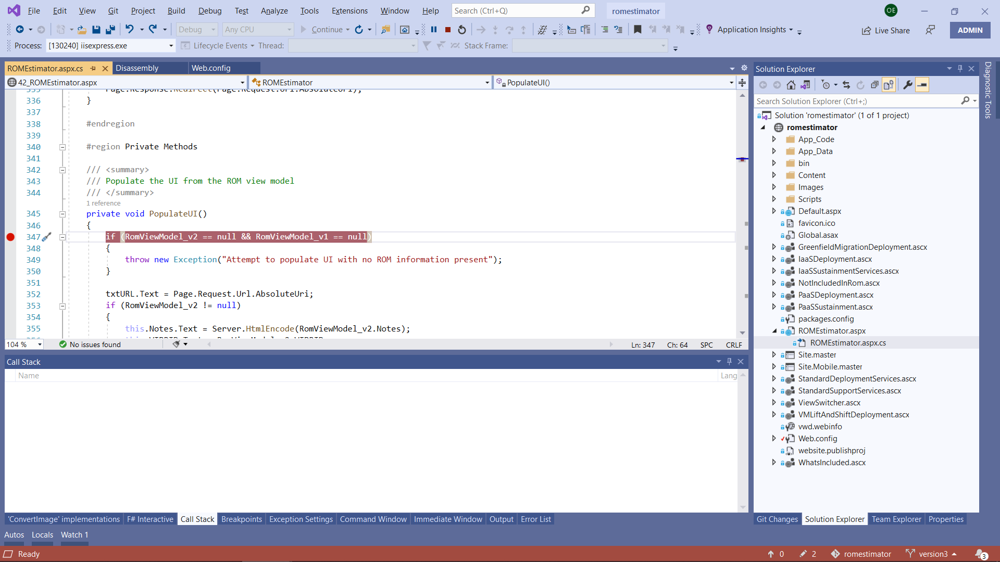 File Edit View Git Project Build Debug Test Analyze Tools Extensions Window Help Search (Ctrl+Q) romestimator OE
Debug Any CPU Continue Application Insights Live Share ADMIN
Process: [130240] iisexpress.exe Lifecycle Events Thread: Stack Frame:
ROMEstimator.aspx.cs Disassembly Web.config
42_ROMEstimator.aspx ROMEstimator PopulateUI()
335 Page.Response.Redirect(Page.Request.Url.AbsoluteUri);
336 }
337
338 #endregion
339
340 #region Private Methods
341
342 /// <summary>
343 /// Populate the UI from the ROM view model
344 /// </summary>
1 reference
345 private void PopulateUI()
346 {
347 if (RomViewModel_v2 == null && RomViewModel_v1 == null)
348 {
349 throw new Exception("Attempt to populate UI with no ROM information present");
350 }
351
352 txtURL.Text = Page.Request.Url.AbsoluteUri;
353 if (RomViewModel_v2 != null)
354 {
355 this.Notes.Text = Server.HtmlEncode(RomViewModel_v2.Notes);
104 % No issues found Ln: 347 Ch: 64 SPC CRLF
Call Stack
Name Lang
'ConvertImage' implementations F# Interactive Call Stack Breakpoints Exception Settings Command Window Immediate Window Output Error List
Autos Locals Watch 1
Solution Explorer
Search Solution Explorer (Ctrl+;)
Solution 'romestimator' (1 of 1 project)
romestimator
App_Code
App_Data
bin
Content
Images
Scripts
Default.aspx
favicon.ico
Global.asax
GreenfieldMigrationDeployment.ascx
IaaSDeployment.ascx
IaaSSustainmentServices.ascx
NotIncludedInRom.ascx
PaaSDeployment.ascx
PaaSSustainment.ascx
packages.config
ROMEstimator.aspx
ROMEstimator.aspx.cs
Site.master
Site.Mobile.master
StandardDeploymentServices.ascx
StandardSupportServices.ascx
ViewSwitcher.ascx
VMLiftAndShiftDeployment.ascx
vwd.webinfo
Web.config
website.publishproj
WhatsIncluded.ascx
Git Changes Solution Explorer Team Explorer Properties
Diagnostic Tools
Ready 0 2 romestimator version3 3